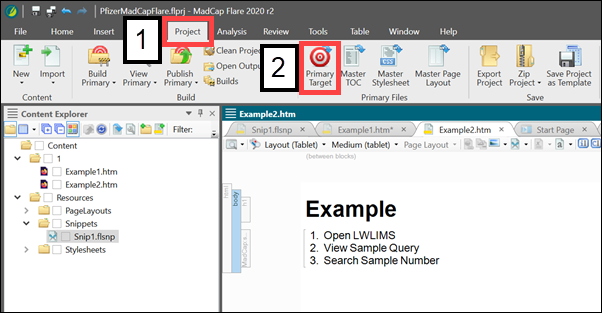 PfizerMadCapFlare.flprj - MadCap Flare 2020 r2
File Home Insert Project Analysis Review Tools Table Window
1
2
New Import Build Primary View Primary Publish Primary Clean Project
Open Output
Builds
Primary Target Master TOC Master Stylesheet Master Page Layout Export Project Zip Project Save Project as Template
Content Build Primary Files Save
Content Explorer
Filter:
Content
1
Example1.htm
Example2.htm
Resources
PageLayouts
Snippets
Snip1.flsnp
Stylesheets
Example2.htm
Snip1.flsnp Example1.htm* Example2.htm Start Page
Layout (Tablet) Medium (tablet) Page Layout
(between blocks)
html
body
h1
MadCap:
Example
1. Open LWLIMS
2. View Sample Query
3. Search Sample Number